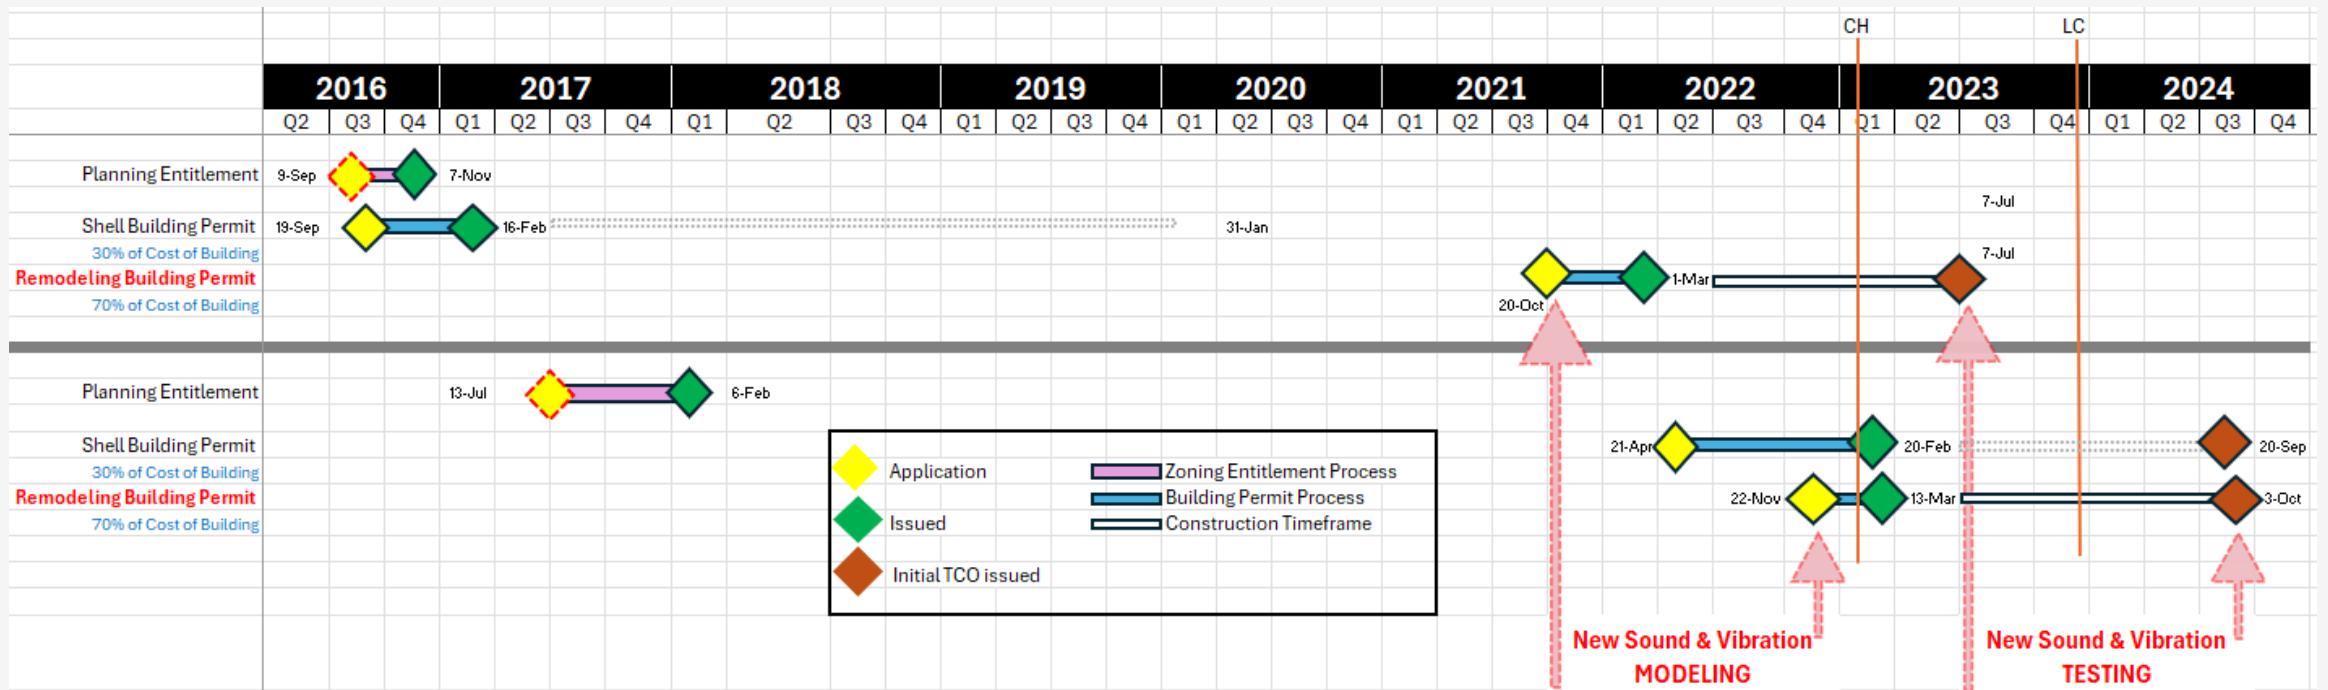 CH LC
2016 2017 2018 2019 2020 2021 2022 2023 2024
Q2 Q3 Q4 Q1 Q2 Q3 Q4 Q1 Q2 Q3 Q4 Q1 Q2 Q3 Q4 Q1 Q2 Q3 Q4 Q1 Q2 Q3 Q4 Q1 Q2 Q3 Q4 Q1 Q2 Q3 Q4 Q1 Q2 Q3 Q4
Planning Entitlement 9-Sep 7-Nov
7-Jul
Shell Building Permit 19-Sep 16-Feb 31-Jan
30% of Cost of Building 7-Jul
Remodeling Building Permit 1-Mar
70% of Cost of Building 20-Oct
Planning Entitlement 13-Jul 6-Feb
Shell Building Permit 21-Apr 20-Feb 20-Sep
30% of Cost of Building
Remodeling Building Permit 22-Nov 13-Mar 3-Oct
70% of Cost of Building
Application Zoning Entitlement Process
Building Permit Process
Issued Construction Timeframe
Initial TCO issued
New Sound & Vibration
MODELING
New Sound & Vibration
TESTING